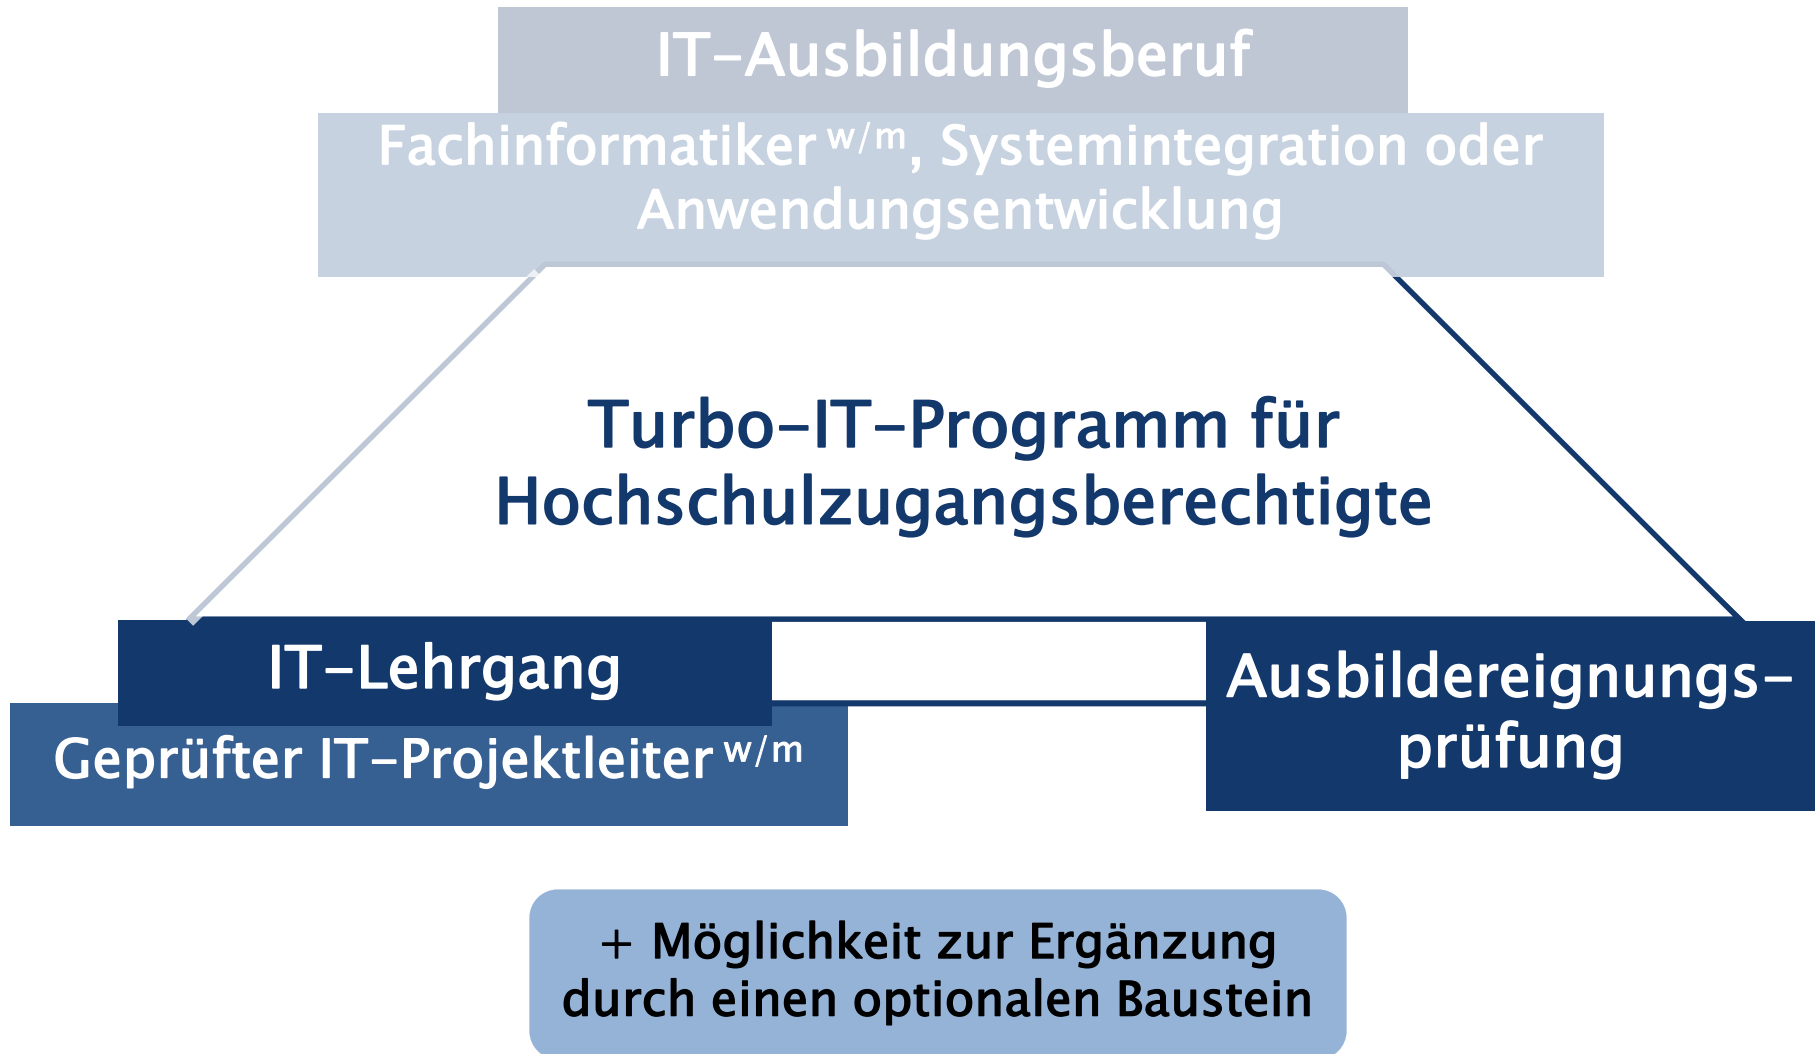 IT-Ausbildungsberuf
Fachinformatiker w/m, Systemintegration oder
Anwendungsentwicklung
Turbo-IT-Programm für
Hochschulzugangsberechtigte
IT-Lehrgang
Geprüfter IT-Projektleiter w/m
Ausbildereignungs-
prüfung
+ Möglichkeit zur Ergänzung
durch einen optionalen Baustein